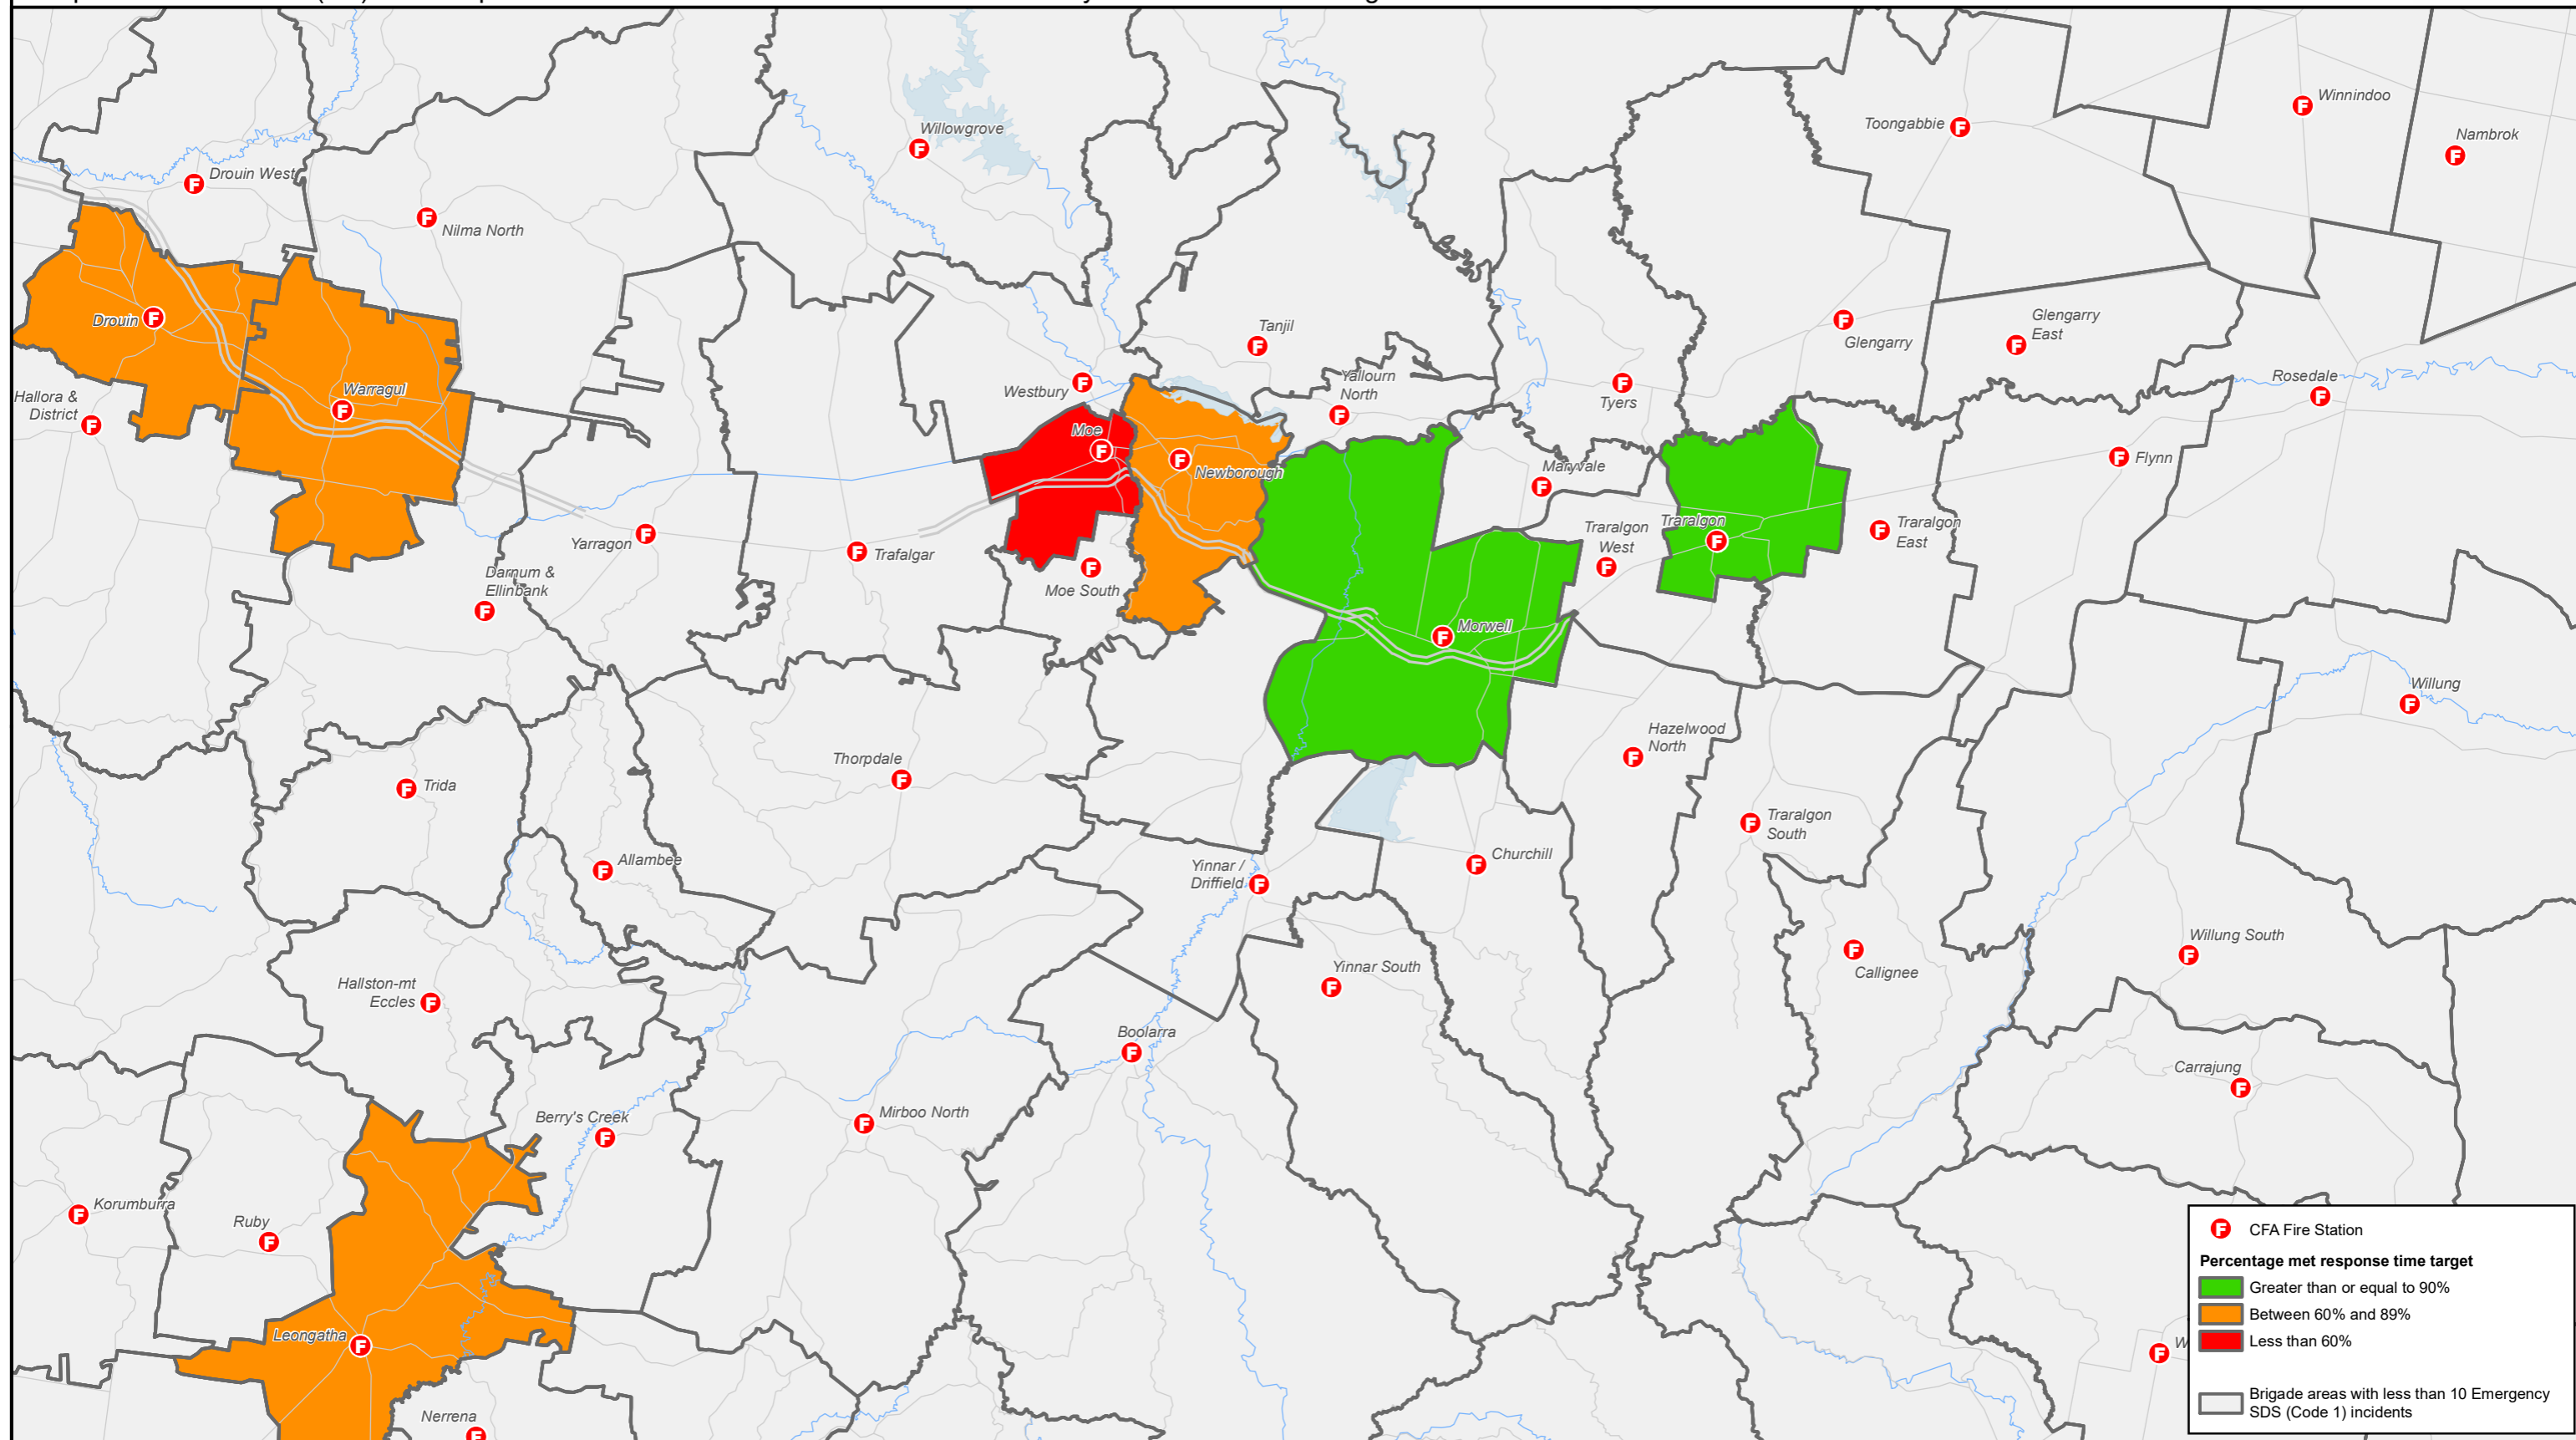 Willowgrove
Winnindoo
Toongabbie
Nambrok
Drouin West
Nilma North
Drouin
Tanjil
Glengarry
East
Glengarry
Westbury
Yallourn
North
Tyers
Rosedale
Hallora &
District
Warragul
Moe
Newborough
Maryvale
Flynn
Yarragon
Trafalgar
Moe South
Traralgon
West
Traralgon
Traralgon
East
Darnum &
Ellinbank
Morwell
Willung
Hazelwood
North
Thorpdale
Trida
Traralgon
South
Allambee
Yinnar /
Driffield
Churchill
Willung South
Callignee
Yinnar South
Hallston-mt
Eccles
Boolarra
Carrajung
Berry's Creek
Mirboo North
Korumburra
Ruby
Leongatha
Nerrena
W
F CFA Fire Station
Percentage met response time target
Greater than or equal to 90%
Between 60% and 89%
Less than 60%
Brigade areas with less than 10 Emergency
SDS (Code 1) incidents